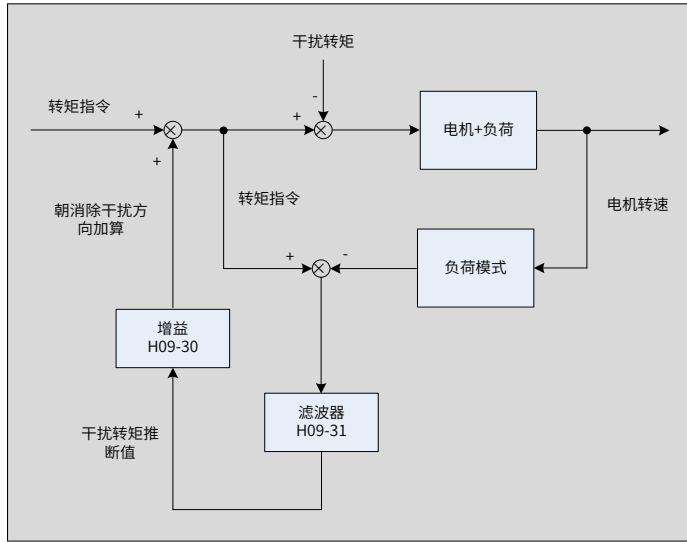 干扰转矩
-
转矩指令
+
+
电机+负荷
+
转矩指令
电机转速
朝消除干扰方
向加算
+
-
负荷模式
增益
H09-30
滤波器
H09-31
干扰转矩推
断值